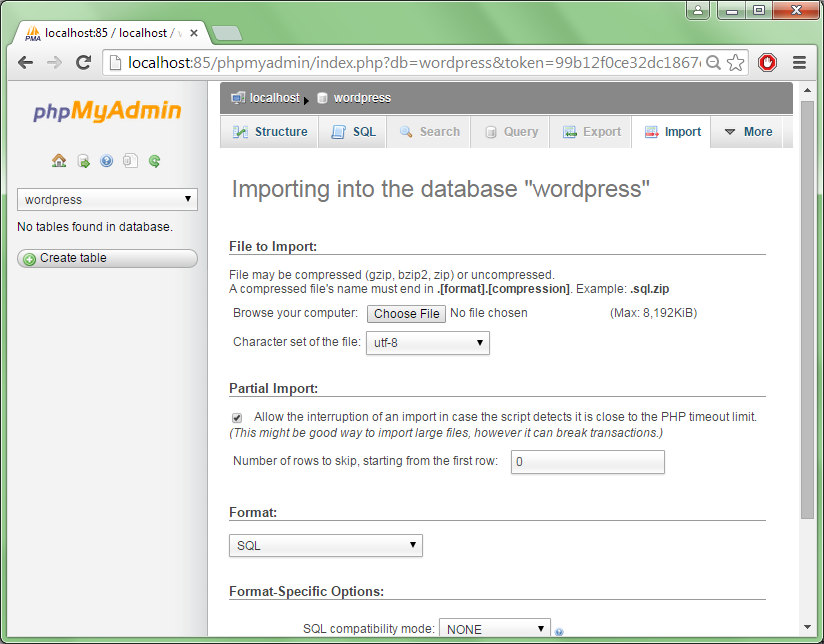 localhost:85 / localhost /
localhost:85/phpmyadmin/index.php?db=wordpress&token=99b12f0ce32dc1867
phpMyAdmin
wordpress
No tables found in database.
Create table
localhost
wordpress
Structure
SQL
Search
Query
Export
Import
More
Importing into the database "wordpress"
File to Import:
File may be compressed (gzip, bzip2, zip) or uncompressed.
A compressed file's name must end in .[format].[compression]. Example: .sql.zip
Browse your computer: Choose File No file chosen (Max: 8,192KiB)
Character set of the file: utf-8
Partial Import:
Allow the interruption of an import in case the script detects it is close to the PHP timeout limit.
(This might be good way to import large files, however it can break transactions.)
Number of rows to skip, starting from the first row: 0
Format:
SQL
Format-Specific Options:
SQL compatibility mode: NONE